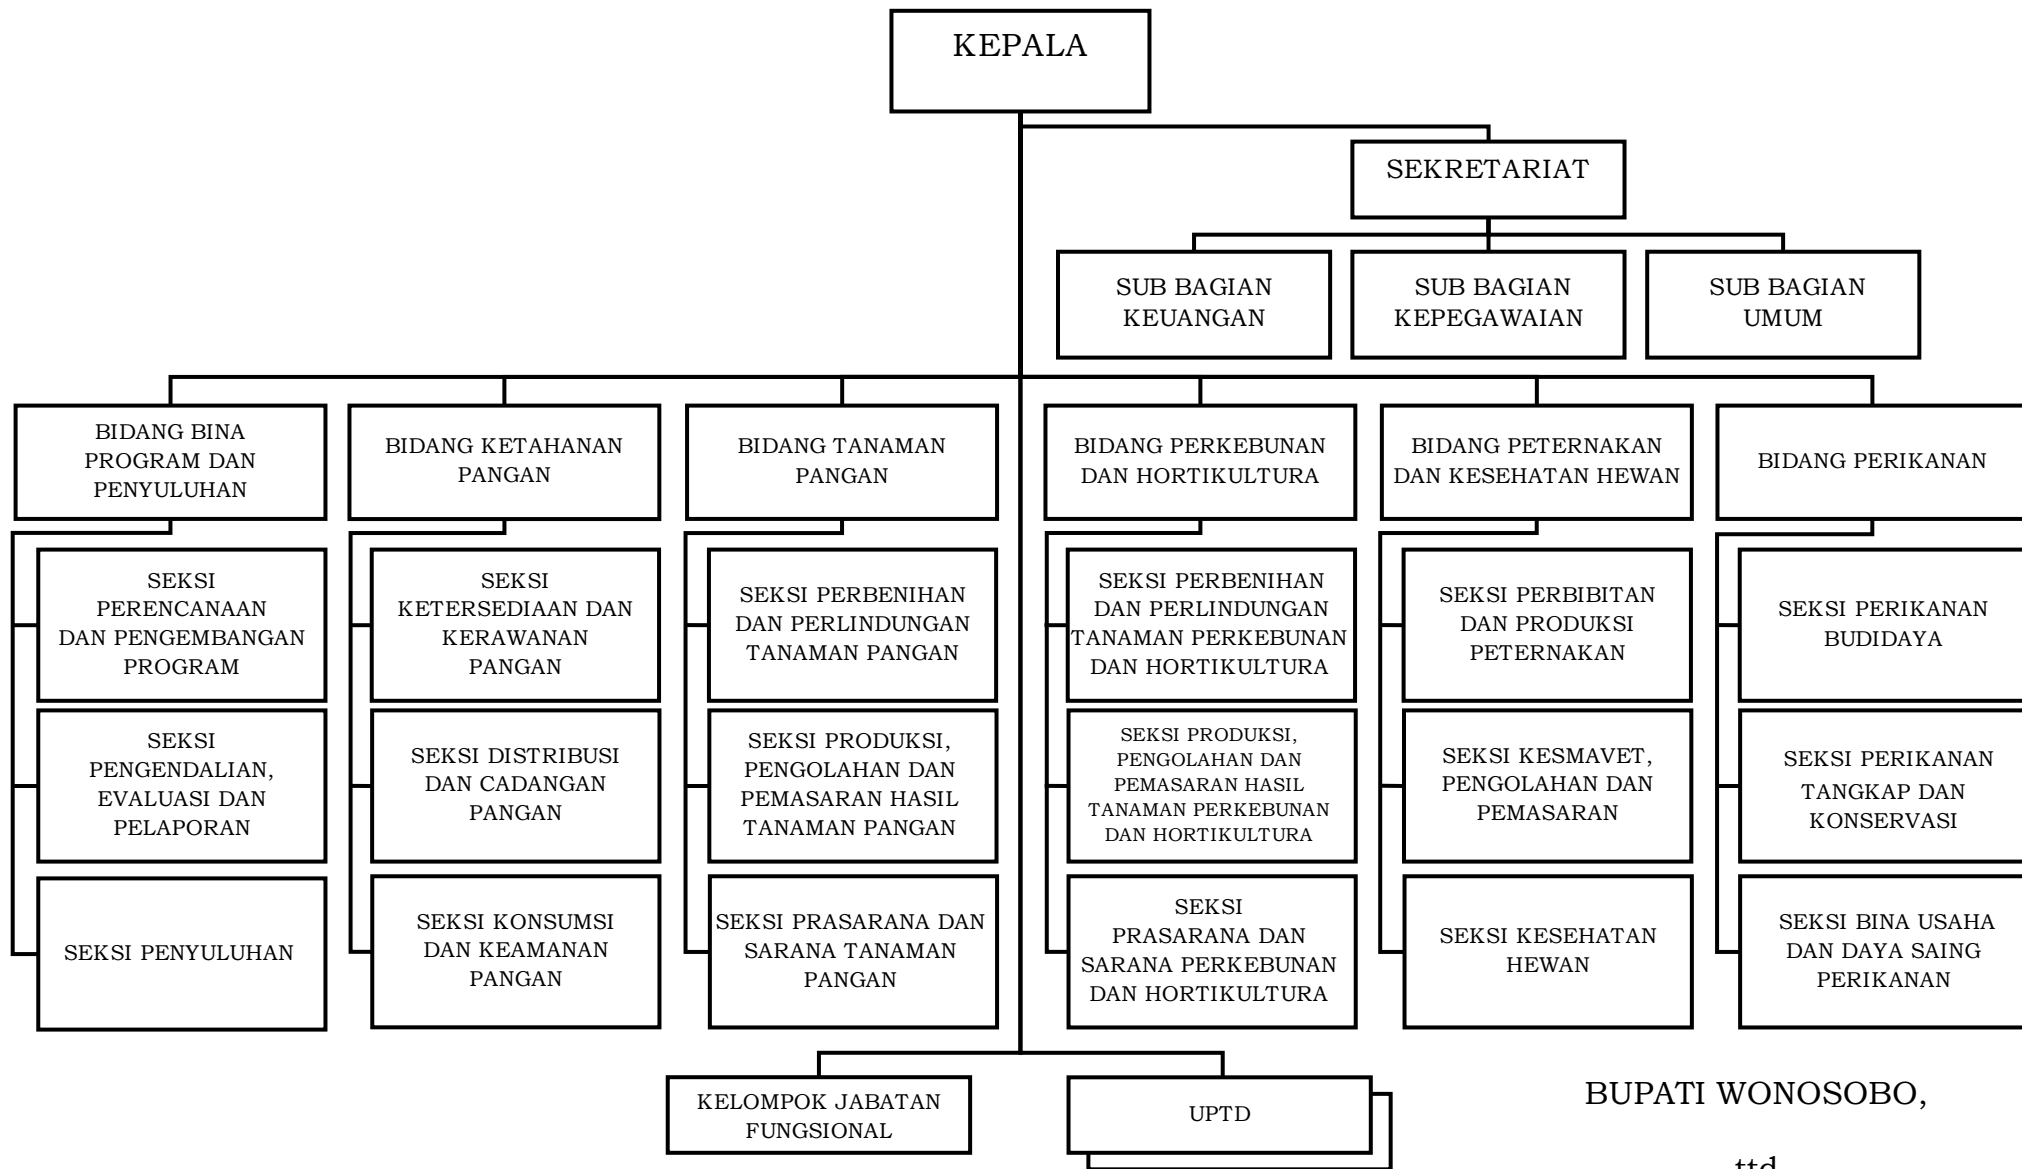 KEPALA
SEKRETARIAT
SUB BAGIAN
KEUANGAN
SUB BAGIAN
KEPEGAWAIAN
SUB BAGIAN
UMUM
BIDANG BINA
PROGRAM DAN
PENYULUHAN
BIDANG KETAHANAN
PANGAN
BIDANG TANAMAN
PANGAN
BIDANG PERKEBUNAN
DAN HORTIKULTURA
BIDANG PETERNAKAN
DAN KESEHATAN HEWAN
BIDANG PERIKANAN
SEKSI
PERENCANAAN
DAN PENGEMBANGAN
PROGRAM
SEKSI
KETERSEDIAAN DAN
KERAWANAN
PANGAN
SEKSI PERBENIHAN
DAN PERLINDUNGAN
TANAMAN PANGAN
SEKSI PERBENIHAN
DAN PERLINDUNGAN
TANAMAN PERKEBUNAN
DAN HORTIKULTURA
SEKSI PERBIBITAN
DAN PRODUKSI
PETERNAKAN
SEKSI PERIKANAN
BUDIDAYA
SEKSI
PENGENDALIAN,
EVALUASI DAN
PELAPORAN
SEKSI DISTRIBUSI
DAN CADANGAN
PANGAN
SEKSI PRODUKSI,
PENGOLAHAN DAN
PEMASARAN HASIL
TANAMAN PANGAN
SEKSI PRODUKSI,
PENGOLAHAN DAN
PEMASARAN HASIL
TANAMAN PERKEBUNAN
DAN HORTIKULTURA
SEKSI KESMAVET,
PENGOLAHAN DAN
PEMASARAN
SEKSI PERIKANAN
TANGKAP DAN
KONSERVASI
SEKSI PENYULUHAN
SEKSI KONSUMSI
DAN KEAMANAN
PANGAN
SEKSI PRASARANA DAN
SARANA TANAMAN
PANGAN
SEKSI
PRASARANA DAN
SARANA PERKEBUNAN
DAN HORTIKULTURA
SEKSI KESEHATAN
HEWAN
SEKSI BINA USAHA
DAN DAYA SAING
PERIKANAN
KELOMPOK JABATAN
FUNGSIONAL
UPTD
BUPATI WONOSOBO,
ttd